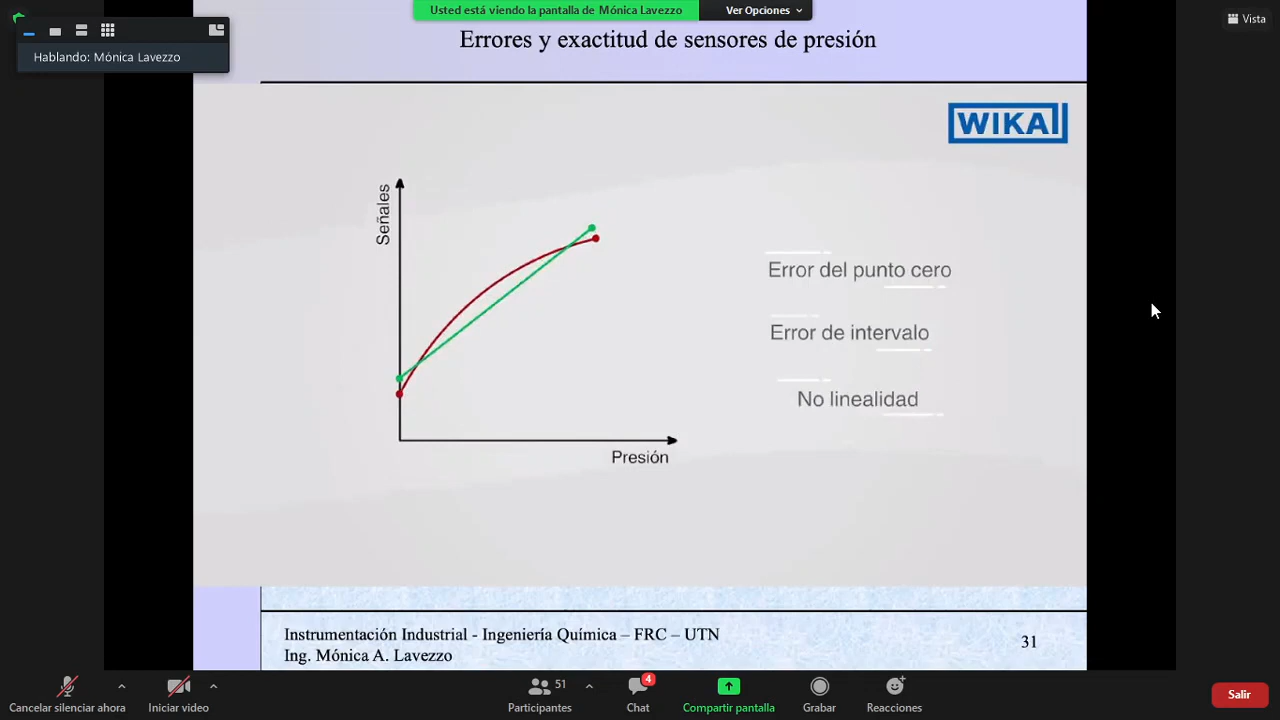 Usted está viendo la pantalla de Mónica Lavezzo
Ver Opciones
Vista
Hablando: Mónica Lavezzo
Errores y exactitud de sensores de presión
WIKA
Señales
Presión
Error del punto cero
Error de intervalo
No linealidad
Instrumentación Industrial - Ingeniería Química – FRC – UTN
Ing. Mónica A. Lavezzo
31
Cancelar silenciar ahora
Iniciar video
51
Participantes
4
Chat
Compartir pantalla
Grabar
Reacciones
Salir